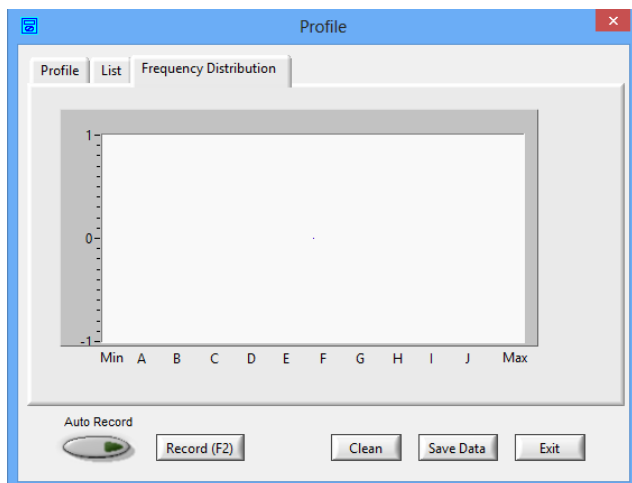 Profile
Profile List Frequency Distribution
1
0
-1
Min A B C D E F G H I J Max
Auto Record
Record (F2) Clean Save Data Exit